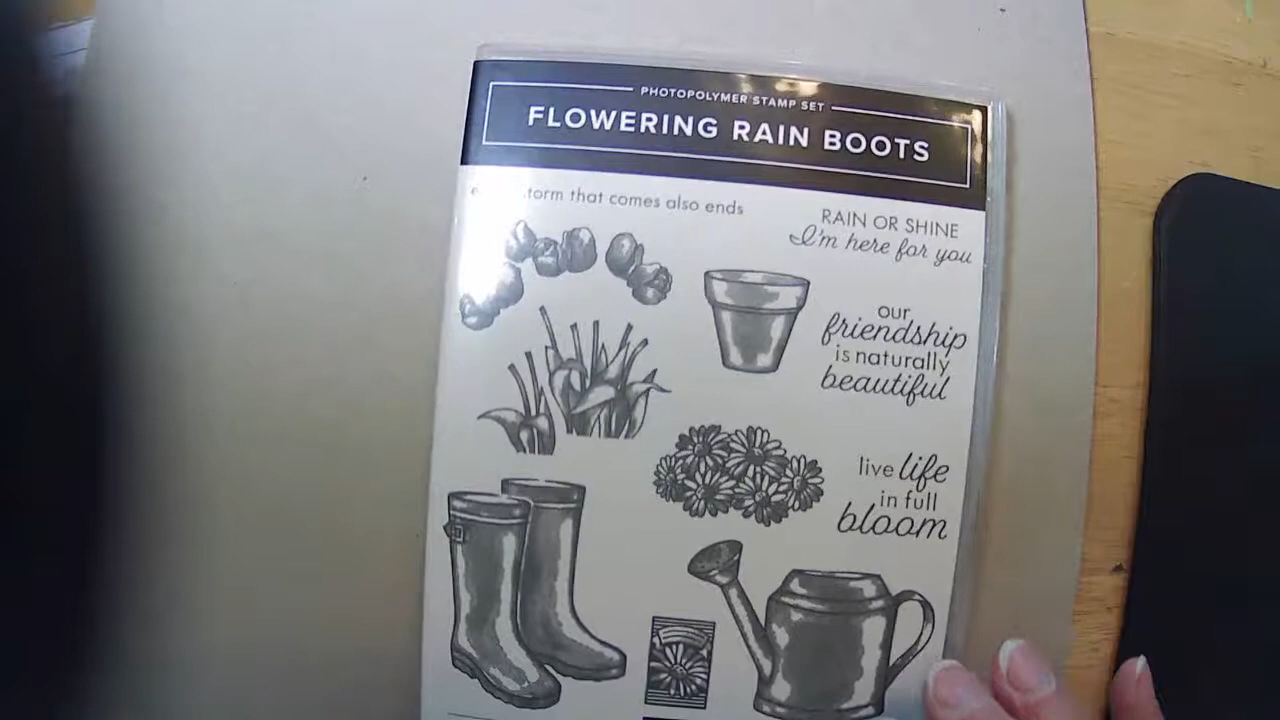 PHOTOPOLYMER STAMP SET
FLOWERING RAIN BOOTS
that comes also ends
RAIN OR SHINE
I'm here for you
our
friendship
is naturally
beautiful
live life
in full
bloom